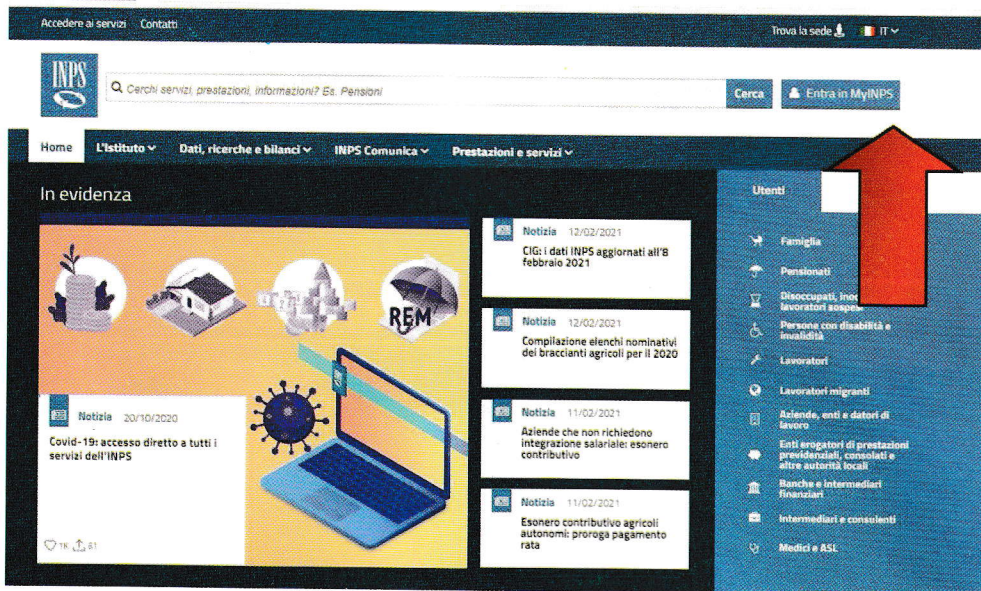 Accedere ai servizi Contatti
Trova la sede IT
INPS
Cerchi servizi, prestazioni, informazioni? Es. Pensioni
Cerca
Entra in MyINPS
Home L'Istituto Dati, ricerche e bilanci INPS Comunica Prestazioni e servizi
In evidenza
REM
Notizia 20/10/2020
Covid-19: accesso diretto a tutti i
servizi dell'INPS
1K 61
Notizia 12/02/2021
CIG: i dati INPS aggiornati all'8
febbraio 2021
Notizia 12/02/2021
Compilazione elenchi nominativi
dei braccianti agricoli per il 2020
Notizia 11/02/2021
Aziende che non richiedono
integrazione salariale: esonero
contributivo
Notizia 11/02/2021
Esonero contributivo agricoli
autonomi: proroga pagamento
rata
Utenti
Famiglia
Pensionati
Disoccupati,
lavoratori sospesi
Persone con disabilità e
invalidità
Lavoratori
Lavoratori migranti
Aziende, enti e datori di
lavoro
Enti erogatori di prestazioni
previdenziali, consolati e
altre autorità locali
Banche e intermediari
finanziari
Intermediari e consulenti
Medici e ASL